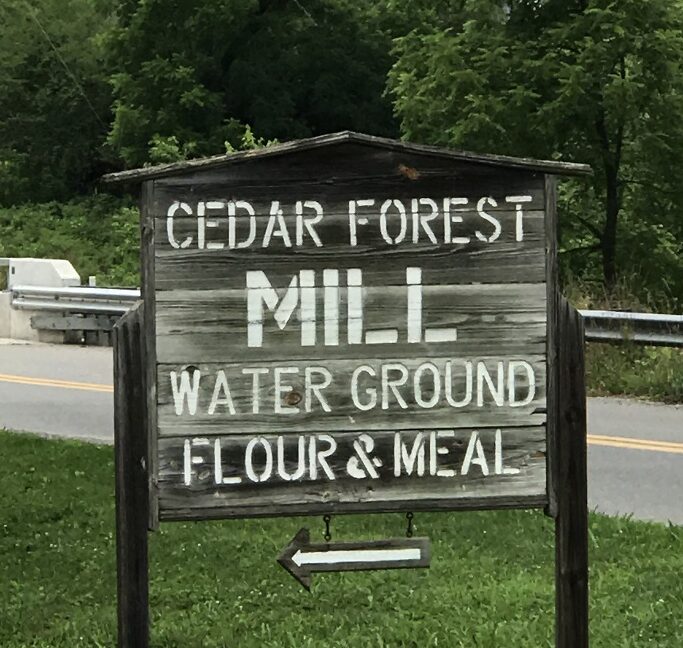 CEDAR FOREST
MILL
WATER GROUND
FLOUR & MEAL